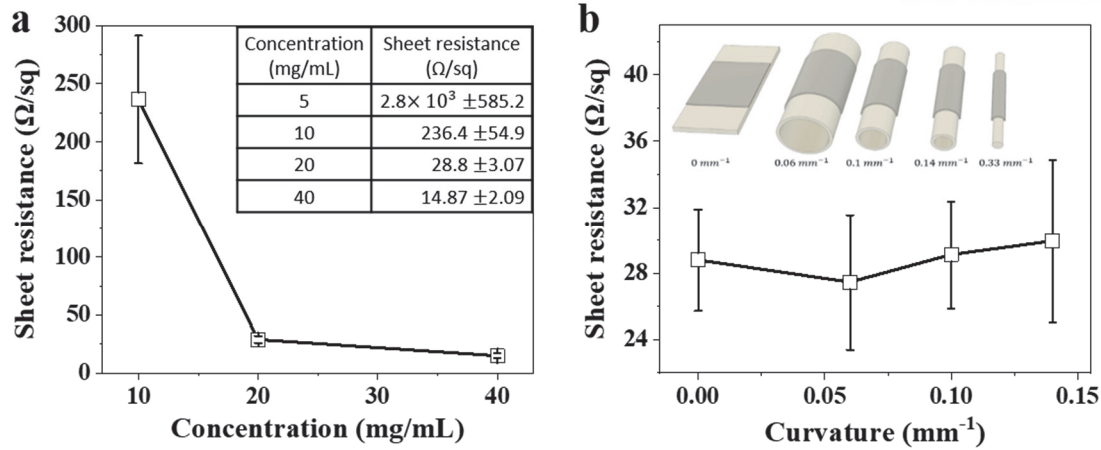 a
300
250
200
150
100
50
0
Sheet resistance (Ω/sq)
10
20
30
40
Concentration (mg/mL)
Concentration (mg/mL) Sheet resistance (Ω/sq)
5 2.8× 10³ ±585.2
10 236.4 ±54.9
20 28.8 ±3.07
40 14.87 ±2.09
b
40
36
32
28
24
Sheet resistance (Ω/sq)
0 mm⁻¹ 0.06 mm⁻¹ 0.1 mm⁻¹ 0.14 mm⁻¹ 0.33 mm⁻¹
0.00
0.05
0.10
0.15
Curvature (mm⁻¹)